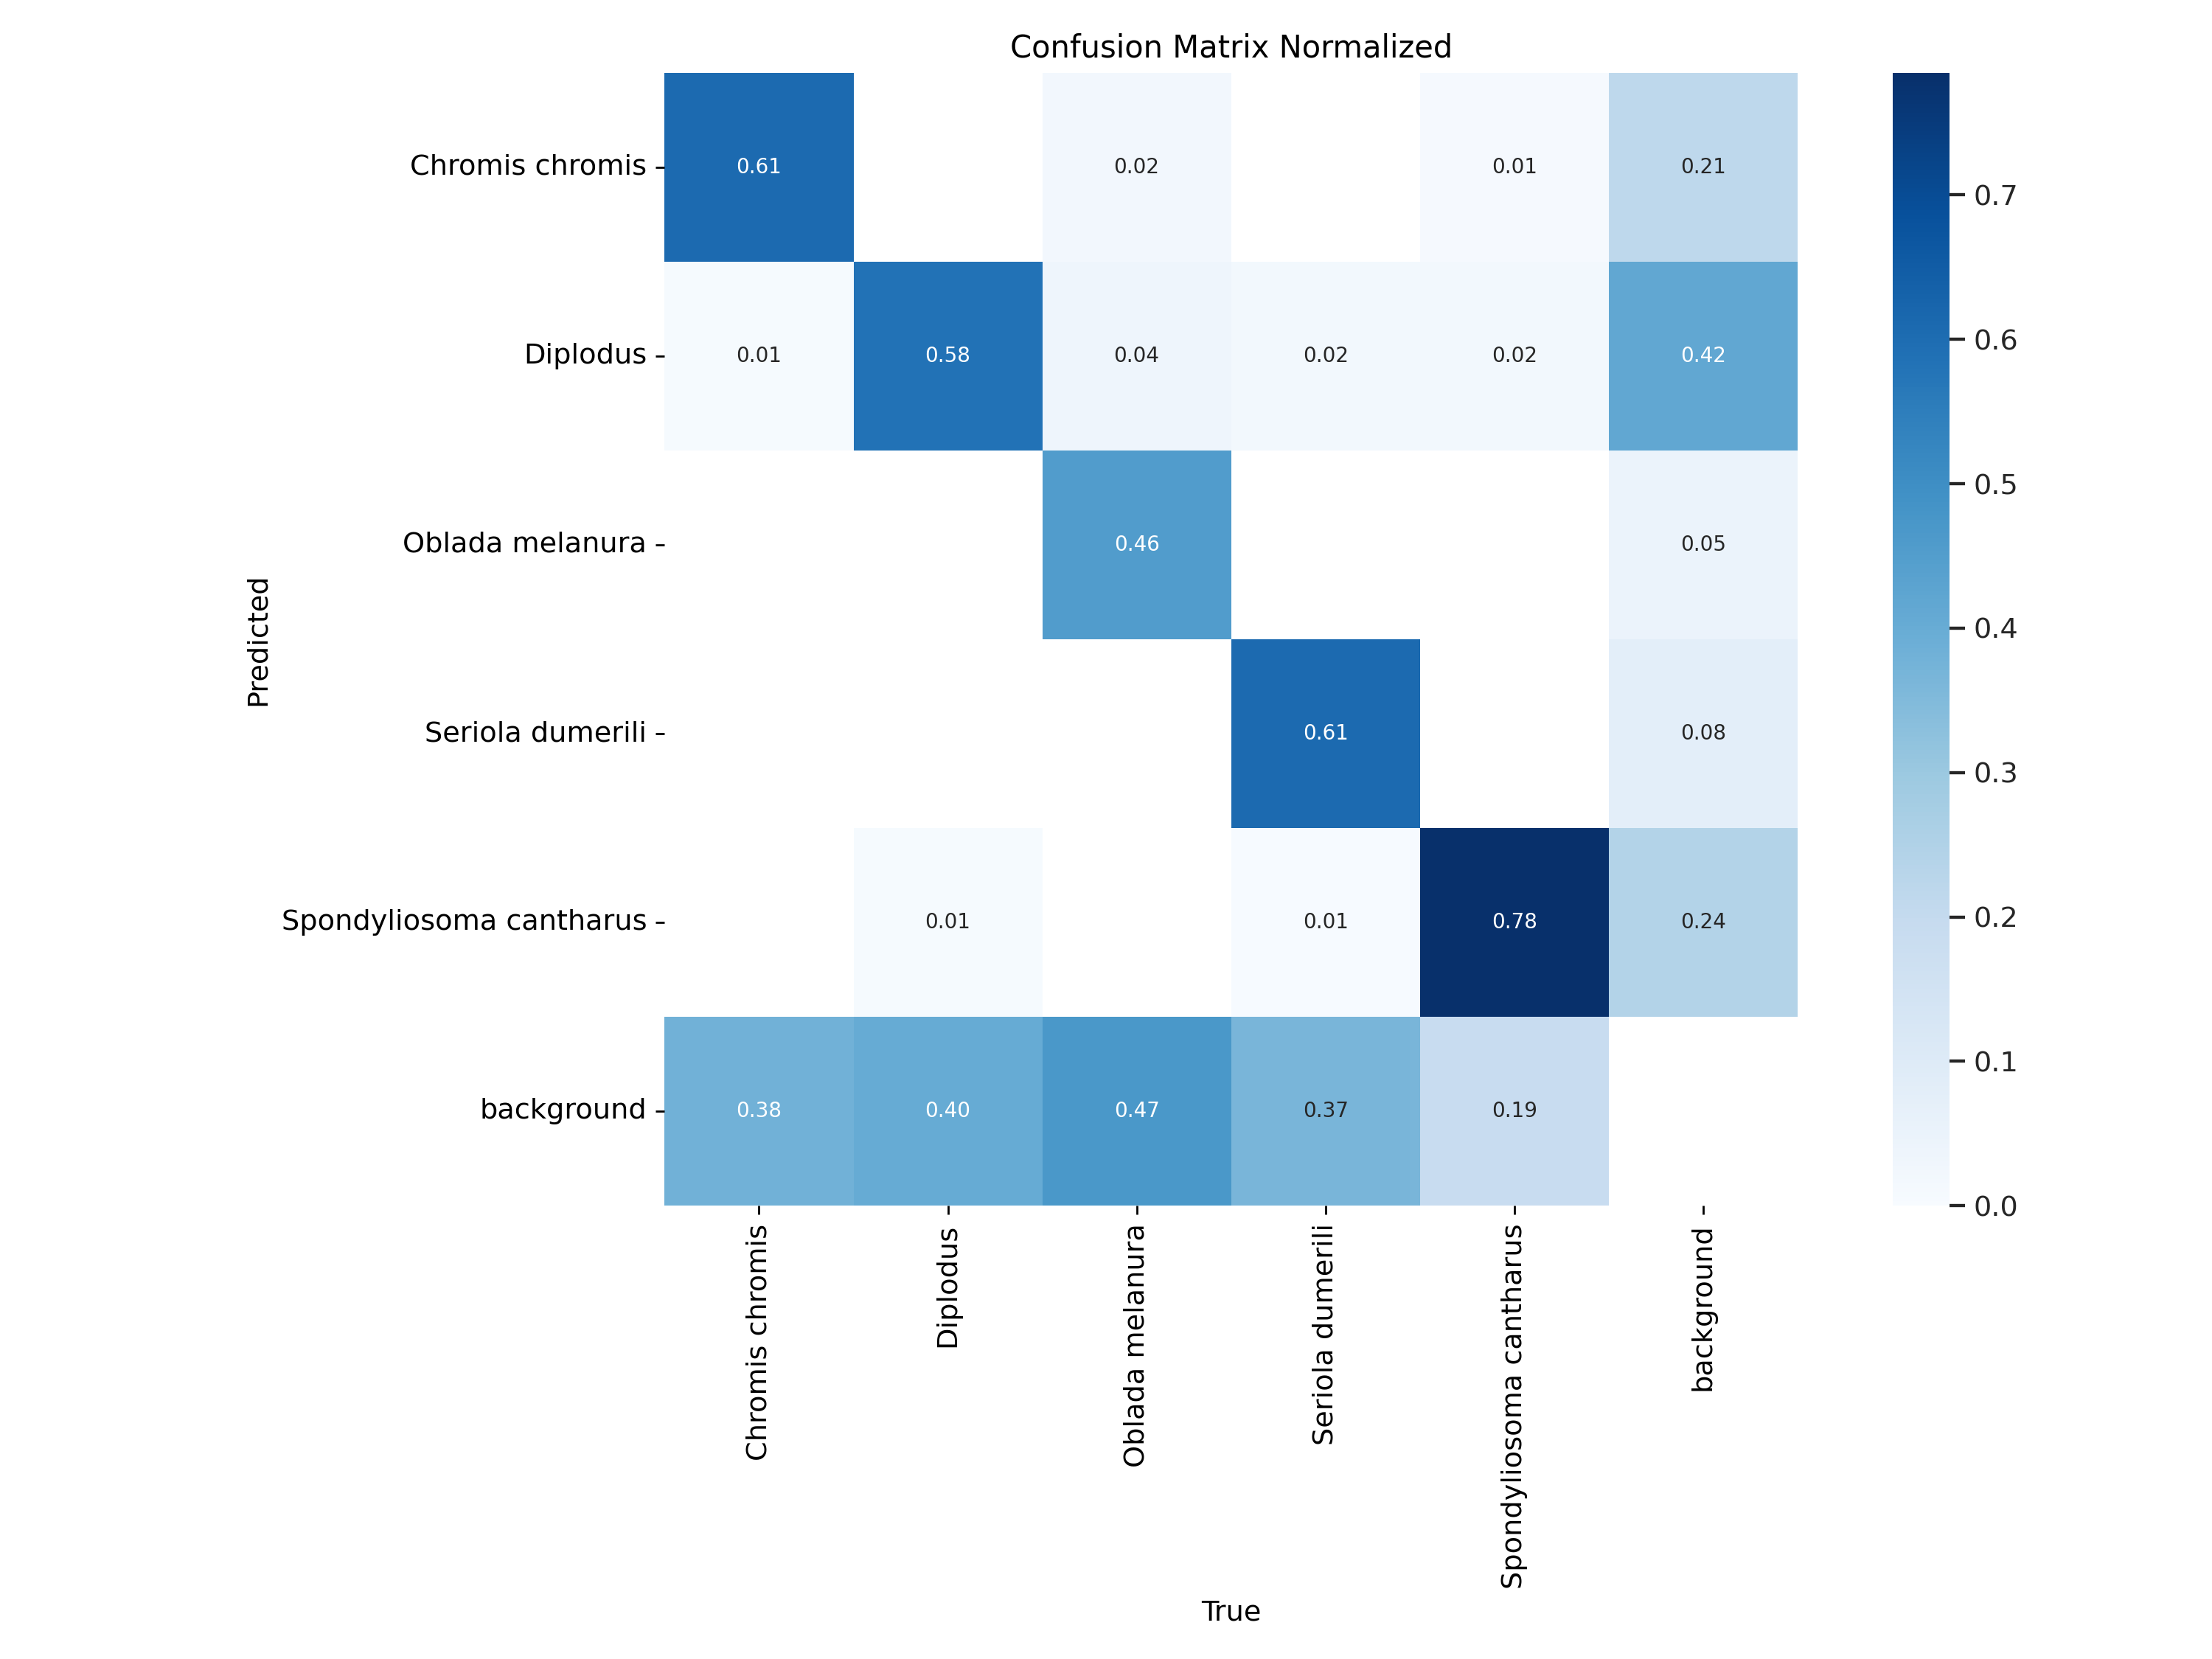 Confusion Matrix Normalized
Chromis chromis
0.61
0.02
0.01
0.21
Diplodus
0.01
0.58
0.04
0.02
0.02
0.42
Oblada melanura
0.46
0.05
Seriola dumerili
0.61
0.08
Spondyliosoma cantharus
0.01
0.01
0.78
0.24
background
0.38
0.40
0.47
0.37
0.19
Predicted
Chromis chromis
Diplodus
Oblada melanura
Seriola dumerili
Spondyliosoma cantharus
background
True
0.7
0.6
0.5
0.4
0.3
0.2
0.1
0.0